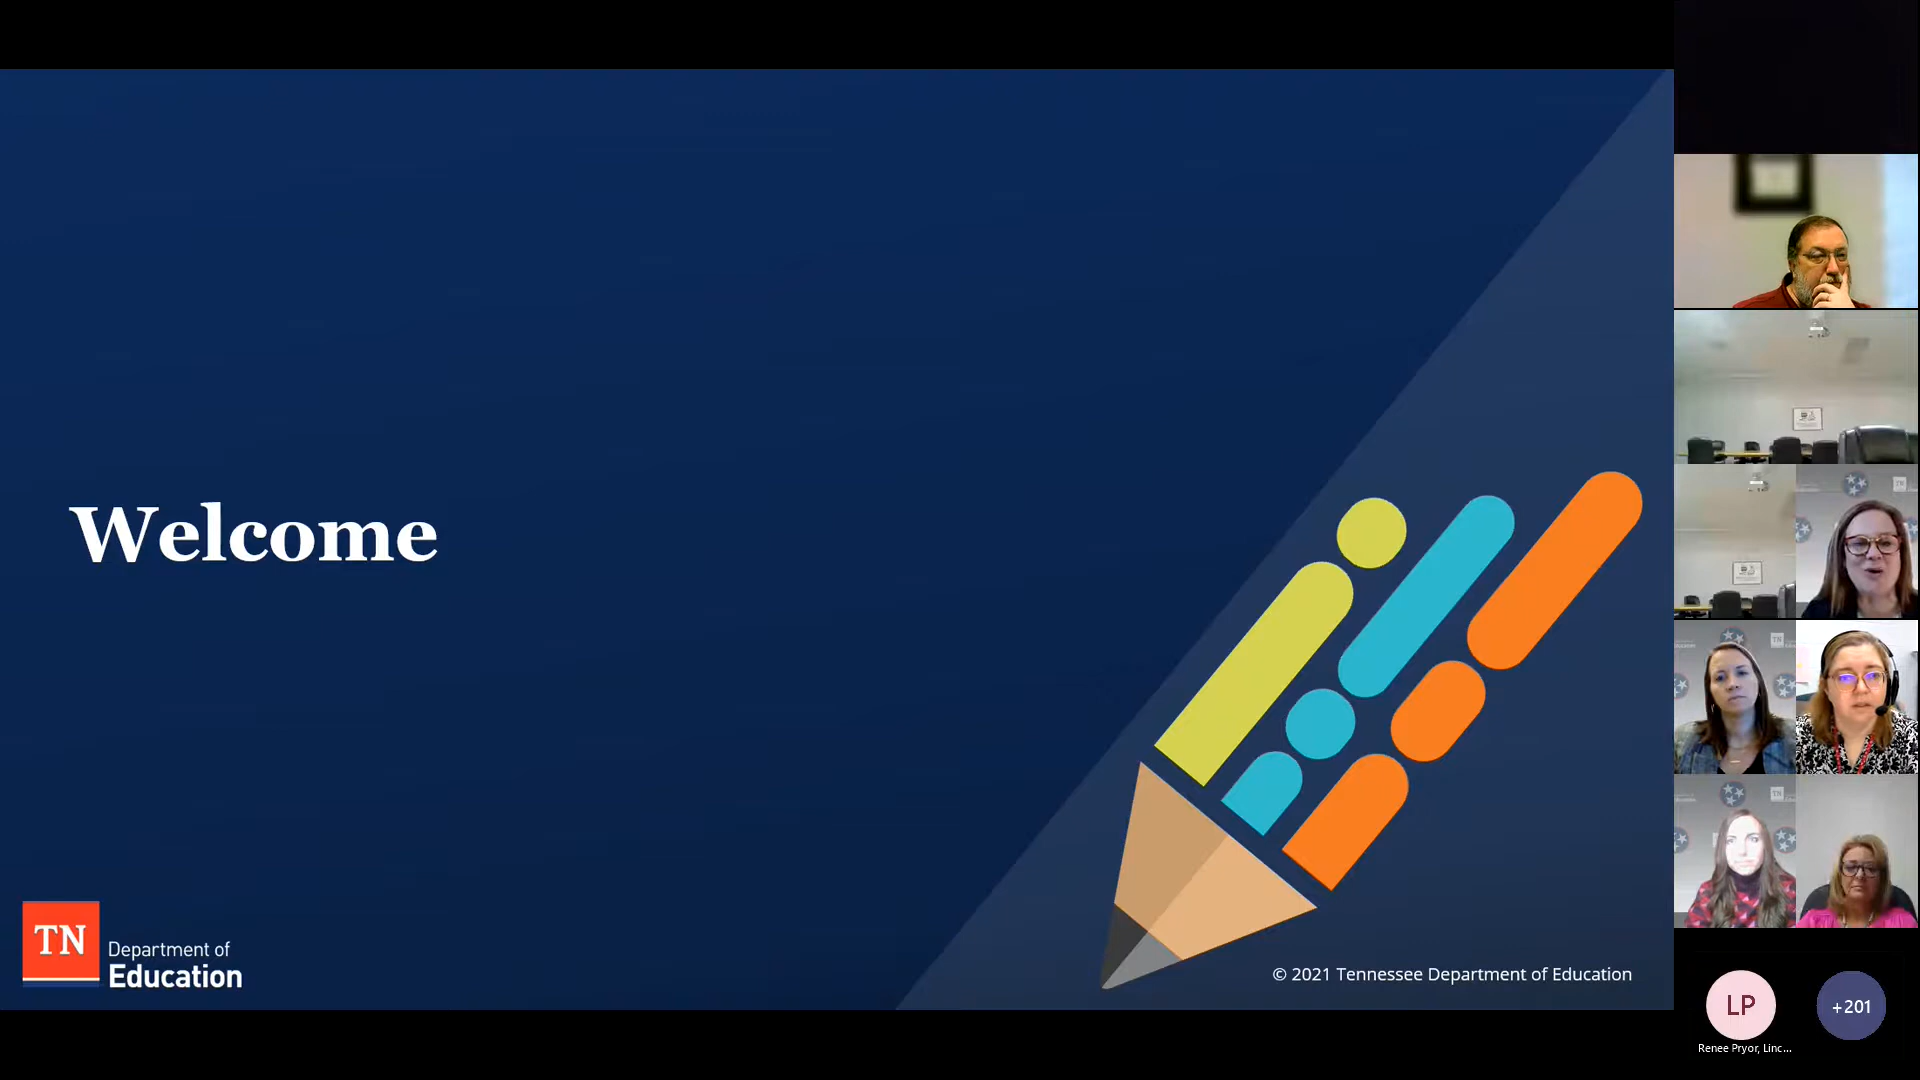 Welcome
TN
Department of
Education
© 2021 Tennessee Department of Education
LP
+201
Renee Pryor, Linc...